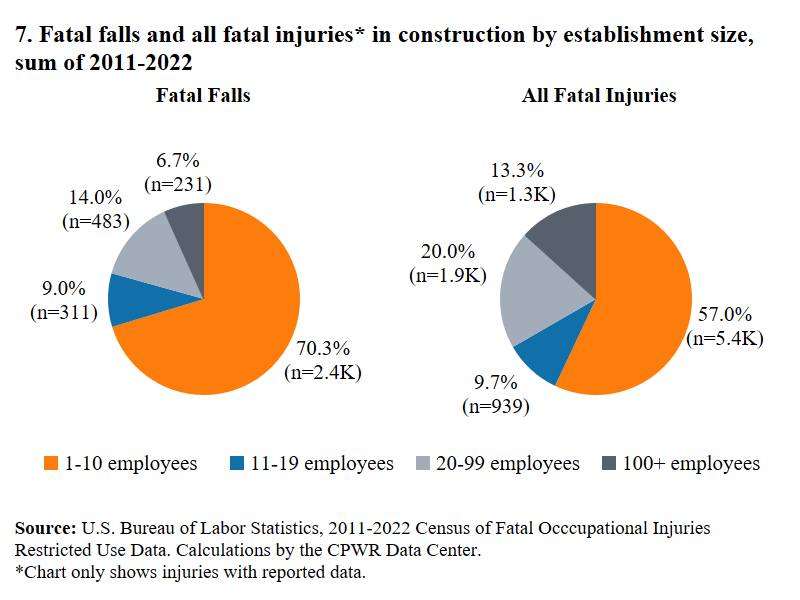 7. Fatal falls and all fatal injuries* in construction by establishment size,
sum of 2011-2022
Fatal Falls
6.7%
(n=231)
14.0%
(n=483)
9.0%
(n=311)
70.3%
(n=2.4K)
All Fatal Injuries
13.3%
(n=1.3K)
20.0%
(n=1.9K)
57.0%
(n=5.4K)
9.7%
(n=939)
1-10 employees
11-19 employees
20-99 employees
100+ employees
Source: U.S. Bureau of Labor Statistics, 2011-2022 Census of Fatal Occcupational Injuries
Restricted Use Data. Calculations by the CPWR Data Center.
*Chart only shows injuries with reported data.